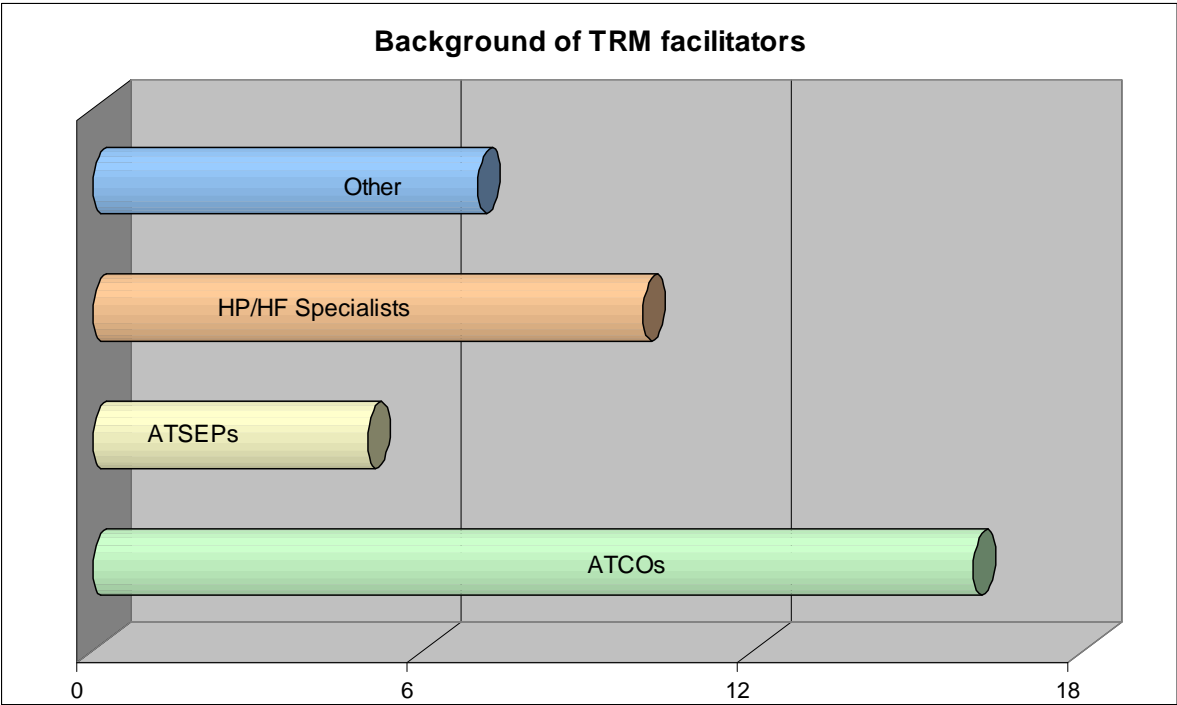 Background of TRM facilitators
Other
HP/HF Specialists
ATSEPs
ATCOs
0 6 12 18